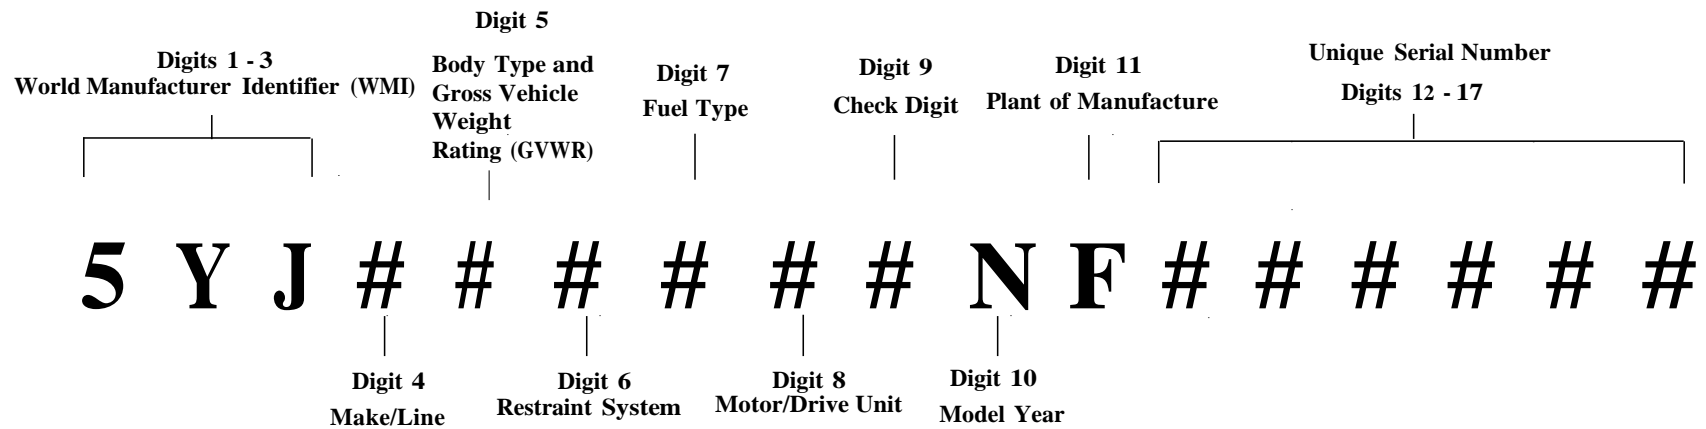 Digit 5
Digits 1 - 3
World Manufacturer Identifier (WMI)
Body Type and
Gross Vehicle
Weight
Rating (GVWR)
Digit 7
Fuel Type
Digit 9
Check Digit
Digit 11
Plant of Manufacture
Unique Serial Number
Digits 12 - 17
5 Y J # # # # # # N F # # # # # #
Digit 4
Make/Line
Digit 6
Restraint System
Digit 8
Motor/Drive Unit
Digit 10
Model Year